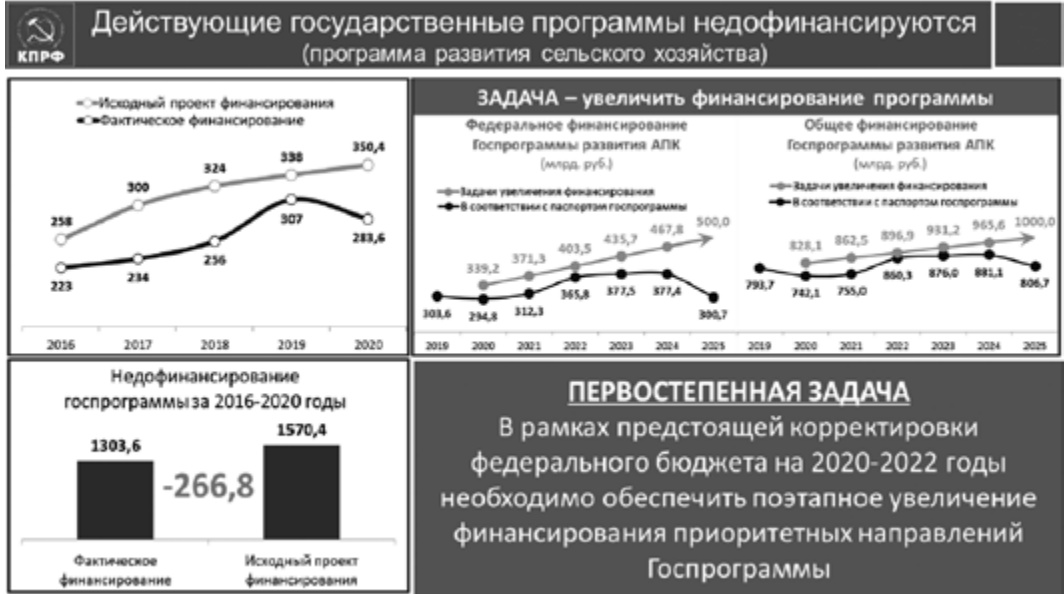 КПРФ
Действующие государственные программы недофинансируются
(программа развития сельского хозяйства)
Исходный проект финансирования
Фактическое финансирование
258
300
324
338
350,4
223
234
256
307
283,6
2016 2017 2018 2019 2020
ЗАДАЧА – увеличить финансирование программы
Федеральное финансирование
Госпрограммы развития АПК
(млрд. руб.)
Задачи увеличения финансирования
В соответствии с паспортом госпрограммы
339,2 371,3 403,5 435,7 467,8 500,0
303,6 294,8 312,3 365,8 377,5 377,4 300,7
2019 2020 2021 2022 2023 2024 2025
Общее финансирование
Госпрограммы развития АПК
(млрд. руб.)
Задачи увеличения финансирования
В соответствии с паспортом госпрограммы
828,1 862,5 896,9 931,2 965,6 1000,0
793,7 742,1 755,0 860,3 876,0 881,1 806,7
2019 2020 2021 2022 2023 2024 2025
Недофинансирование
госпрограммы за 2016-2020 годы
1303,6
-266,8
1570,4
Фактическое
финансирование
Исходный проект
финансирования
ПЕРВОСТЕПЕННАЯ ЗАДАЧА
В рамках предстоящей корректировки
федерального бюджета на 2020-2022 годы
необходимо обеспечить поэтапное увеличение
финансирования приоритетных направлений
Госпрограммы